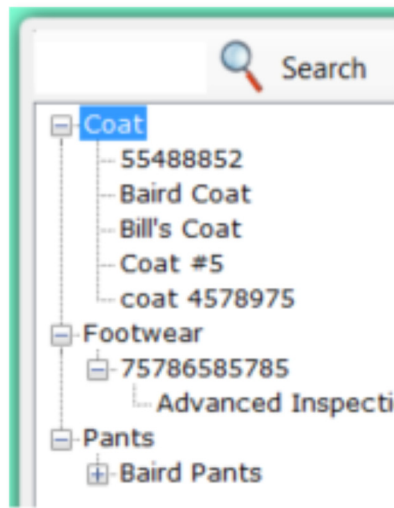 Search
Coat
55488852
Baird Coat
Bill's Coat
Coat #5
coat 4578975
Footwear
75786585785
Advanced Inspecti
Pants
Baird Pants